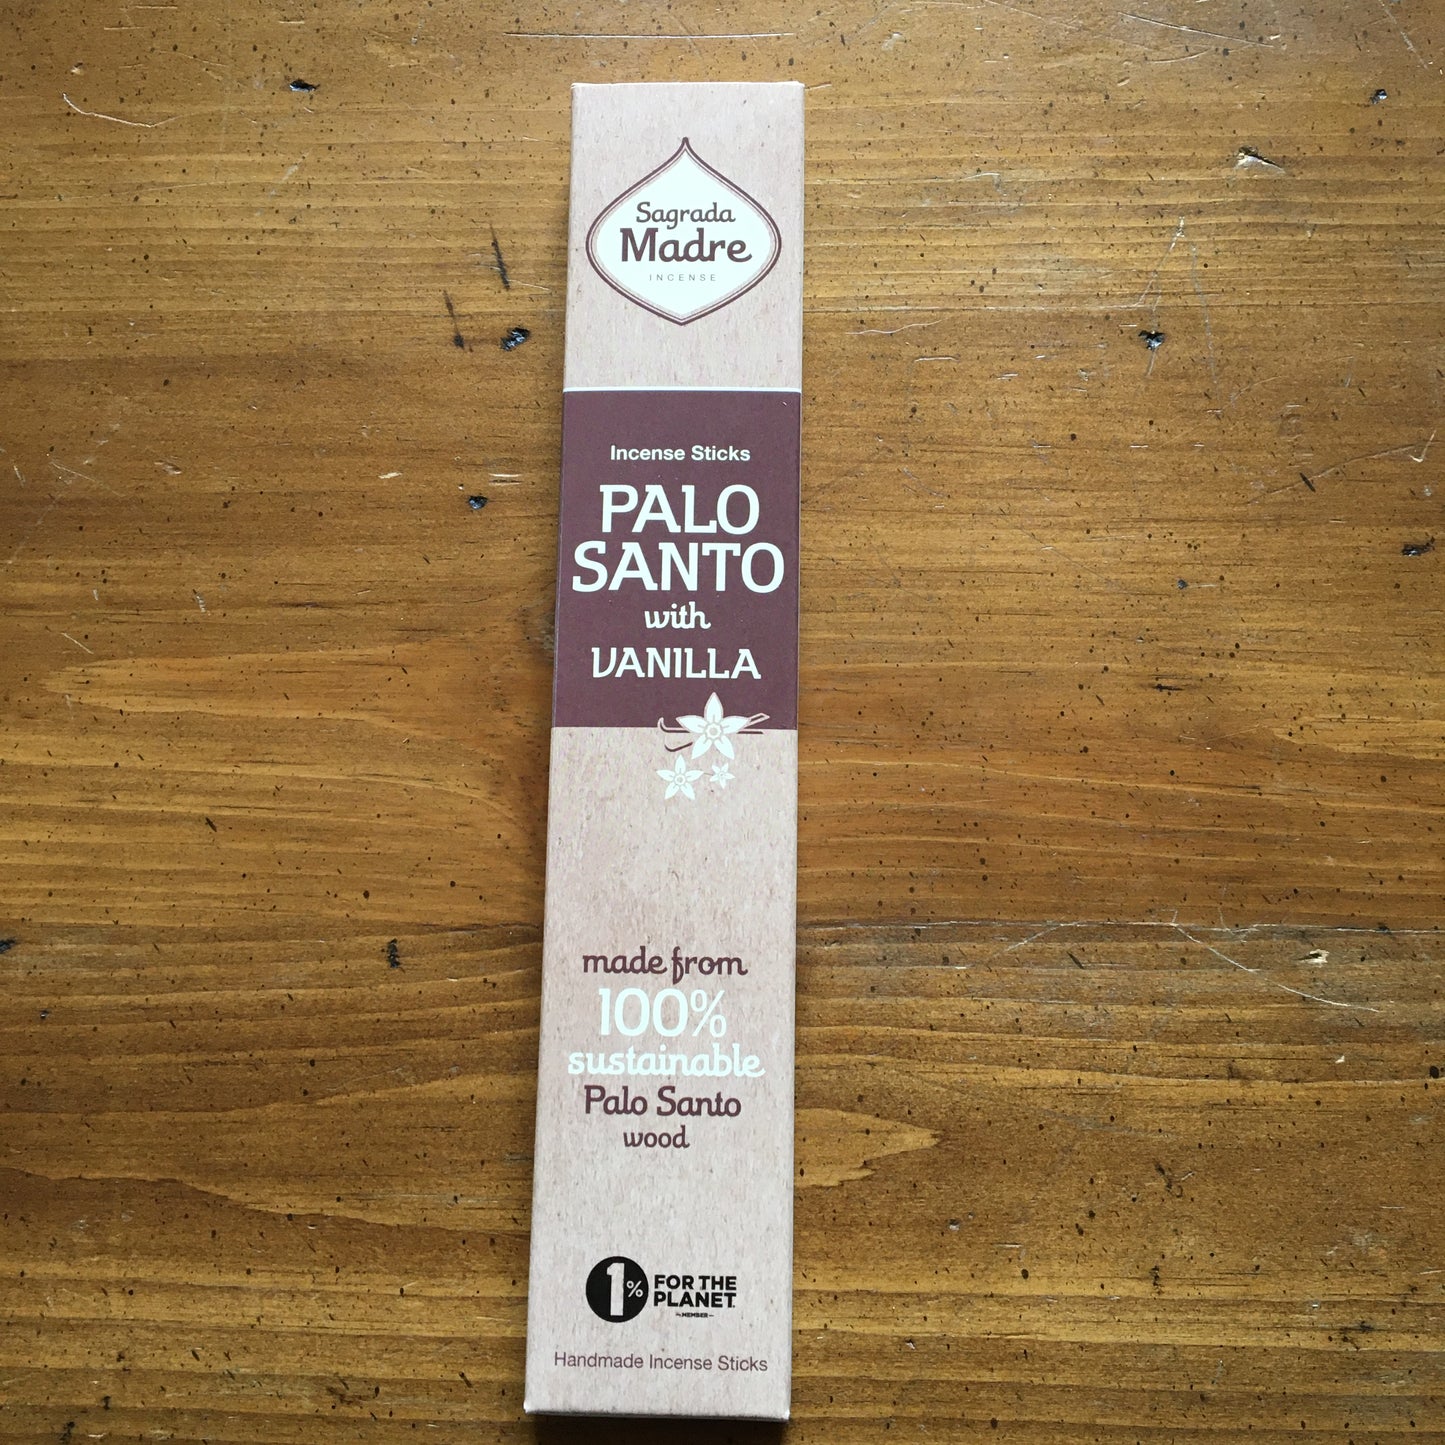 Sagrada
Madre
INCENSE
Incense Sticks
PALO
SANTO
with
VANILLA
made from
100%
sustainable
Palo Santo
wood
1%
FOR THE
PLANET
MEMBER
Handmade Incense Sticks